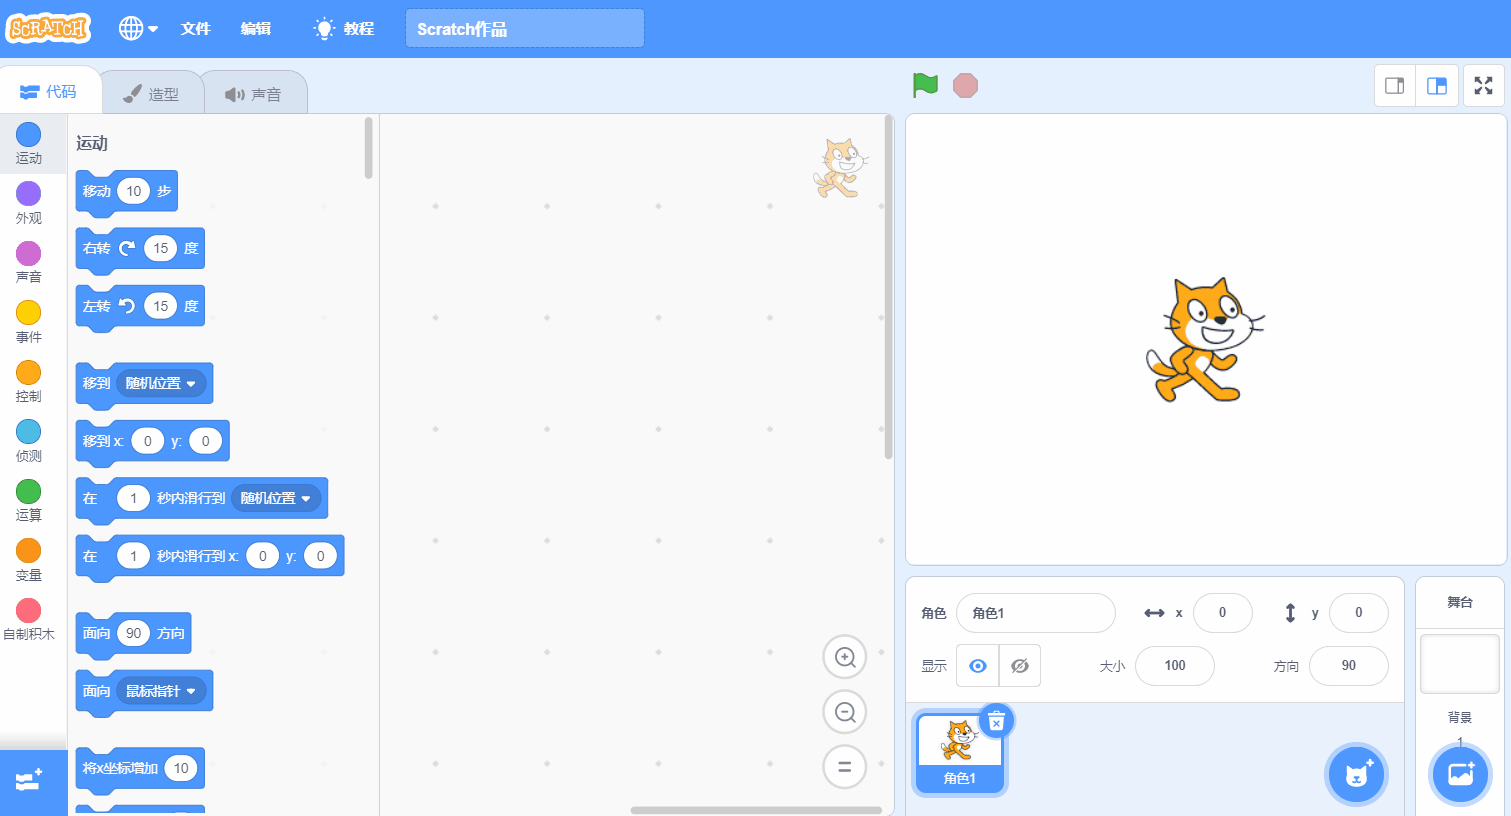 SCRATCH 文件 编辑 教程 Scratch作品
代码 造型 声音
运动
外观
声音
事件
控制
侦测
运算
变量
自制积木
运动
移动 10 步
右转 15 度
左转 15 度
移到 随机位置
移到 x: 0 y: 0
在 1 秒内滑行到 随机位置
在 1 秒内滑行到 x: 0 y: 0
面向 90 方向
面向 鼠标指针
将x坐标增加 10
角色 角色1 x 0 y 0
显示 大小 100 方向 90
角色1
舞台
背景
1